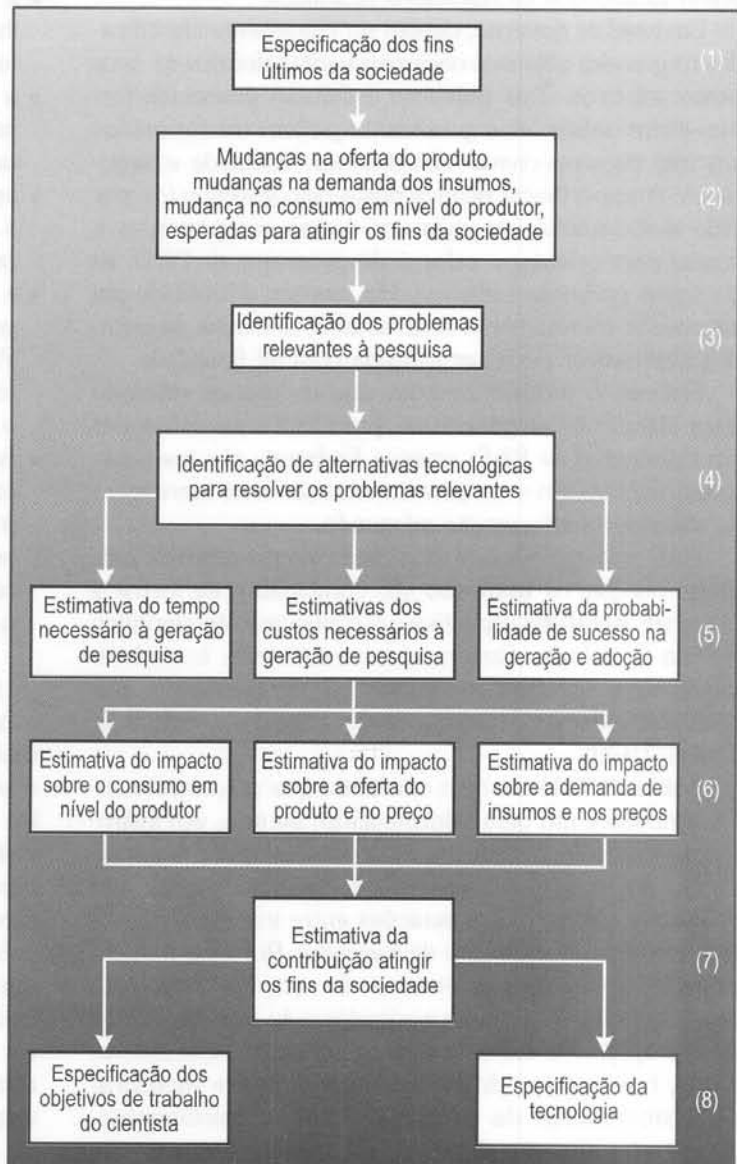 Especificação dos fins
últimos da sociedade
(1)
Mudanças na oferta do produto,
mudanças na demanda dos insumos,
mudança no consumo em nível do produtor,
esperadas para atingir os fins da sociedade
(2)
Identificação dos problemas
relevantes à pesquisa
(3)
Identificação de alternativas tecnológicas
para resolver os problemas relevantes
(4)
Estimativa do tempo
necessário à geração
de pesquisa
Estimativas dos
custos necessários à
geração de pesquisa
Estimativa da probabi-
lidade de sucesso na
geração e adoção
(5)
Estimativa do impacto
sobre o consumo em
nível do produtor
Estimativa do impacto
sobre a oferta do
produto e no preço
Estimativa do impacto
sobre a demanda de
insumos e nos preços
(6)
Estimativa da
contribuição atingir
os fins da sociedade
(7)
Especificação dos
objetivos de trabalho
do cientista
Especificação da
tecnologia
(8)